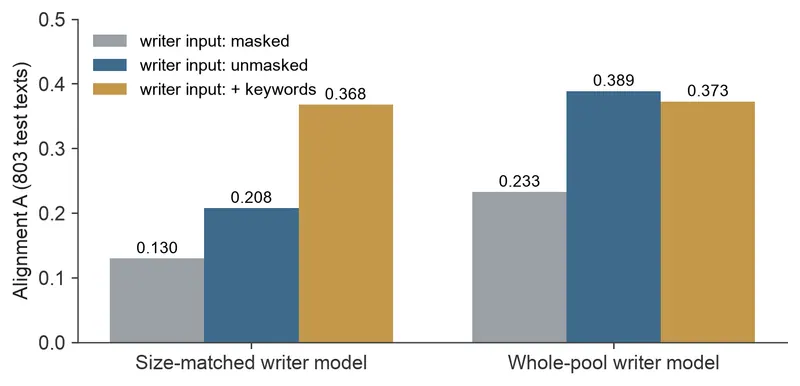 Alignment A (803 test texts)
0.5
0.4
0.3
0.2
0.1
0.0
writer input: masked
writer input: unmasked
writer input: + keywords
0.130
0.208
0.368
0.233
0.389
0.373
Size-matched writer model
Whole-pool writer model